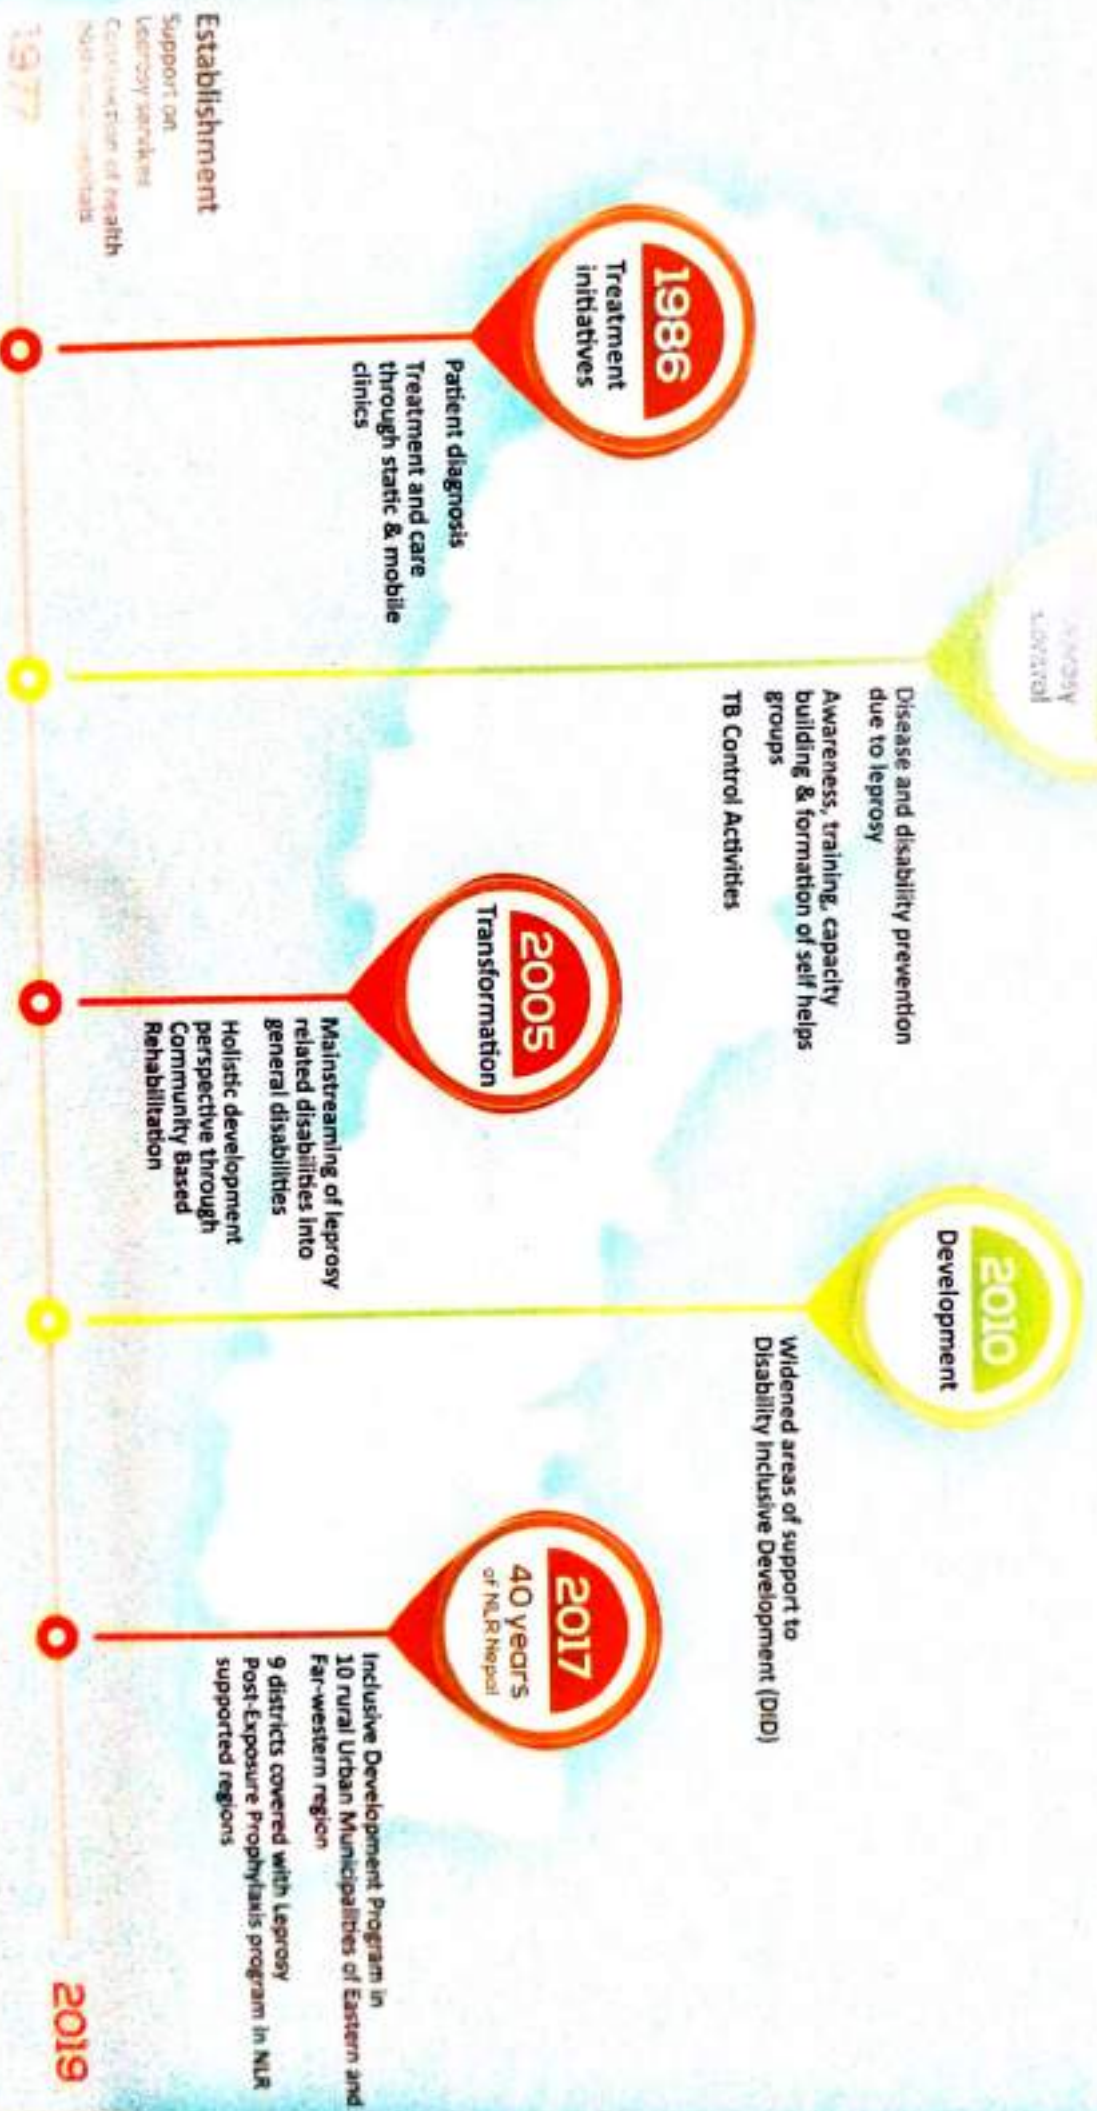 Establishment
Support on
Leprosy services
Construction of health
1977
1986
Treatment
initiatives
Patient diagnosis
Treatment and care
through static & mobile
clinics
Disease and disability prevention
due to leprosy
Awareness, training, capacity
building & formation of self helps
groups
TB Control Activities
2005
Transformation
Mainstreaming of leprosy
related disabilities into
general disabilities
Holistic development
perspective through
Community Based
Rehabilitation
2010
Development
Widened areas of support to
Disability Inclusive Development (DID)
2017
40 years
of NLR Nepal
Inclusive Development Program in
10 rural Urban Municipalities of Eastern and
Far-western region
9 districts covered with Leprosy
Post-Exposure Prophylaxis program in NLR
supported regions
2019